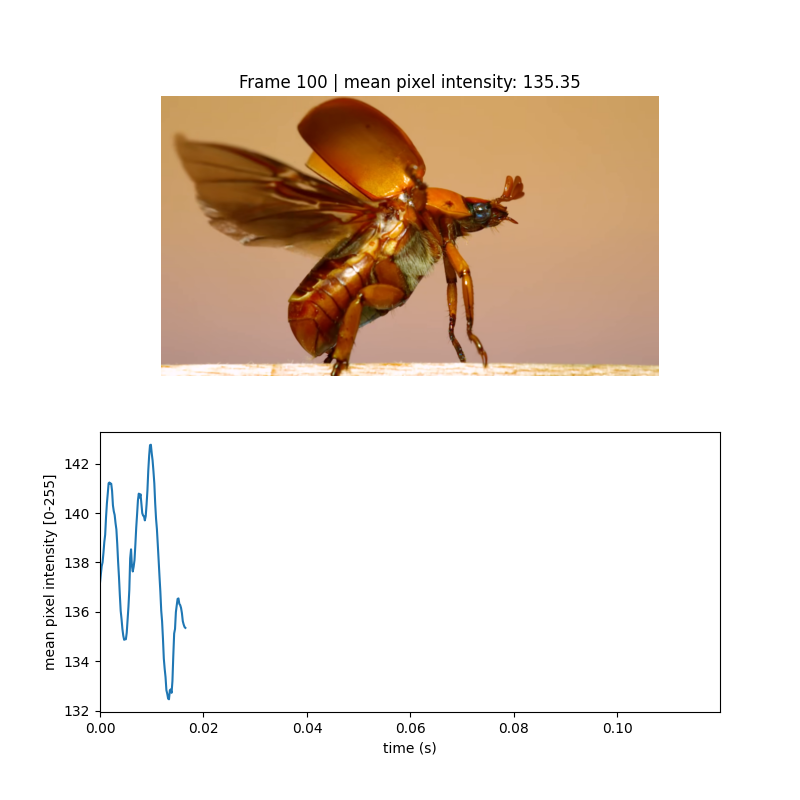 Frame 100 | mean pixel intensity: 135.35
142
140
138
136
134
132
mean pixel intensity [0-255]
0.00 0.02 0.04 0.06 0.08 0.10
time (s)